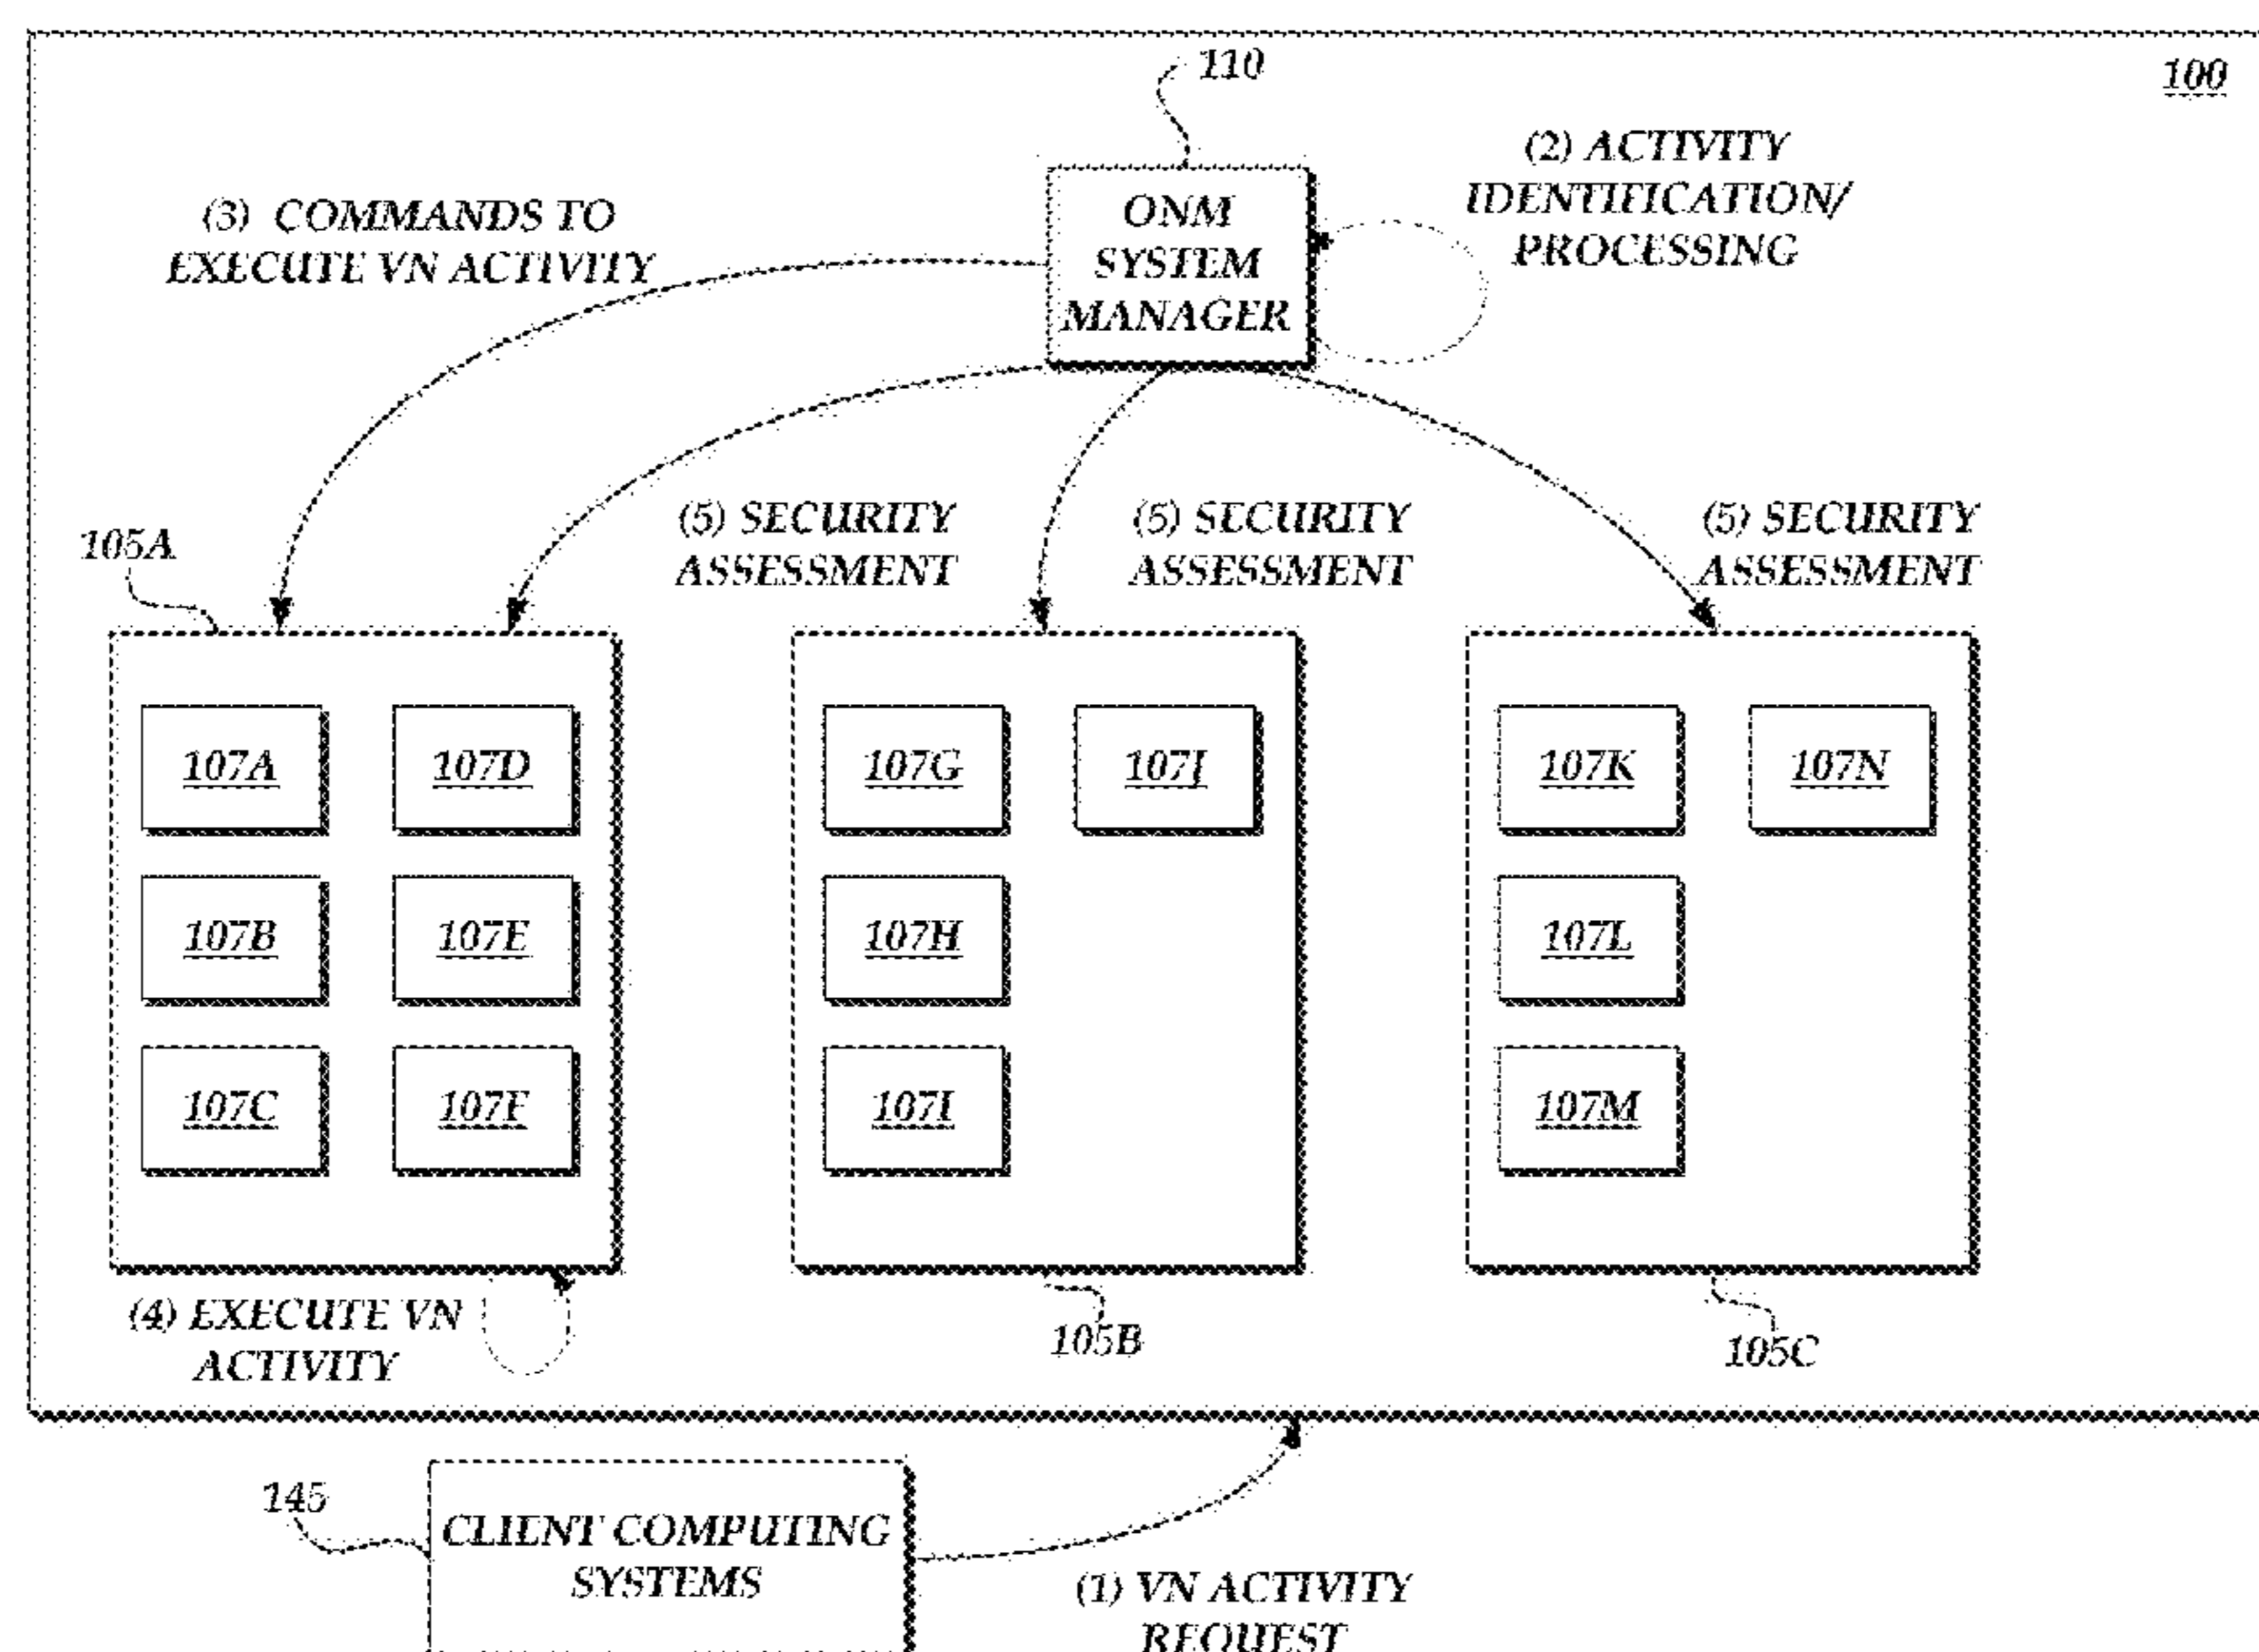 110
100
(2) ACTIVITY
IDENTIFICATION/
PROCESSING
(3) COMMANDS TO
EXECUTE VN ACTIVITY
ONM
SYSTEM
MANAGER
105A
(5) SECURITY
ASSESSMENT
(5) SECURITY
ASSESSMENT
(5) SECURITY
ASSESSMENT
107A
107D
107G
107J
107K
107N
107B
107E
107H
107L
107C
107F
107I
107M
(4) EXECUTE VN
ACTIVITY
105B
105C
145
CLIENT COMPUTING
SYSTEMS
(1) VN ACTIVITY
REQUEST